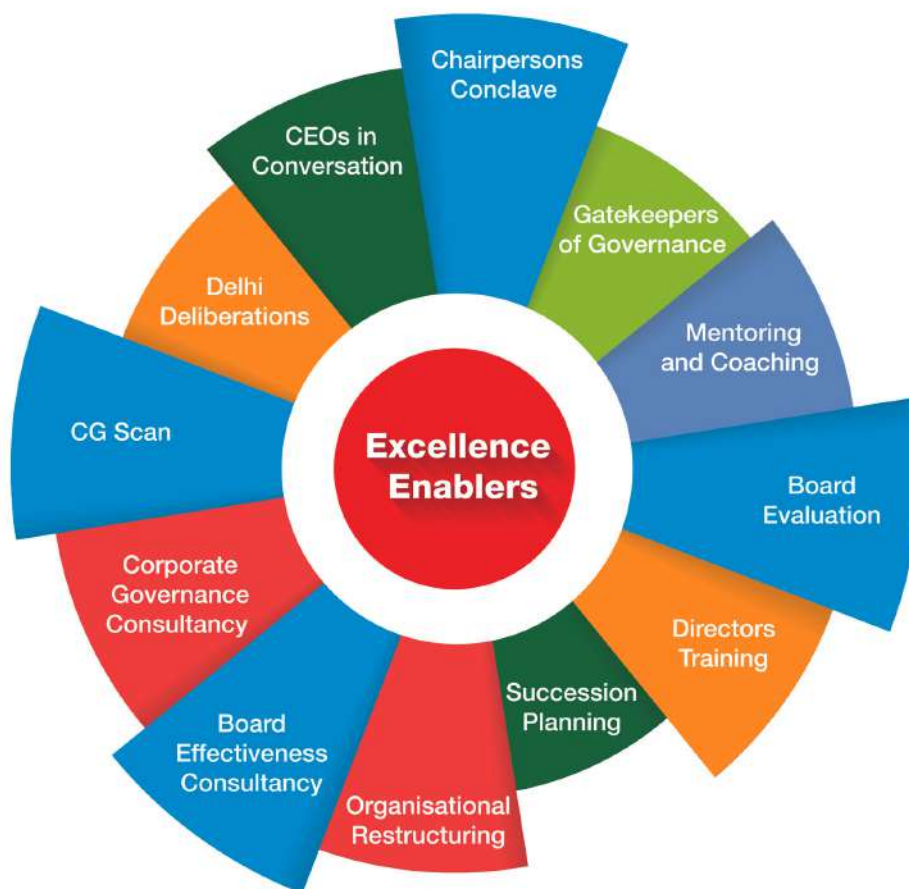 Chairpersons
Conclave
Gatekeepers
of Governance
Mentoring
and Coaching
Board
Evaluation
Directors
Training
Succession
Planning
Organisational
Restructuring
Board
Effectiveness
Consultancy
Corporate
Governance
Consultancy
CG Scan
Delhi
Deliberations
CEOs in
Conversation
Excellence
Enablers